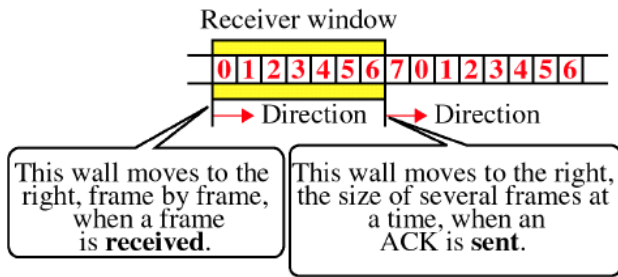 Receiver window
0 1 2 3 4 5 6 7 0 1 2 3 4 5 6
Direction Direction
This wall moves to the
right, frame by frame,
when a frame
is received.
This wall moves to the right,
the size of several frames at
a time, when an
ACK is sent.